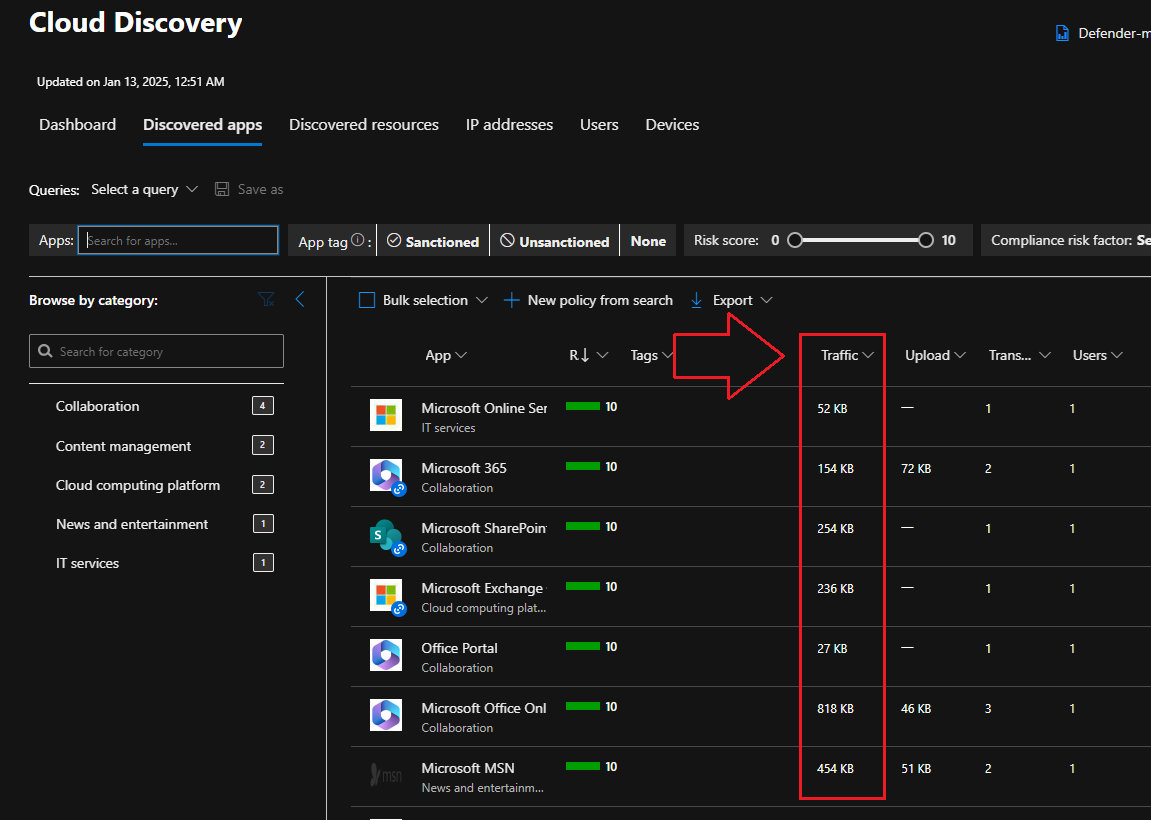 Cloud Discovery
Defender-m
Updated on Jan 13, 2025, 12:51 AM
Dashboard Discovered apps Discovered resources IP addresses Users Devices
Queries: Select a query Save as
Apps: Search for apps... App tag : Sanctioned Unsanctioned None Risk score: 0 10 Compliance risk factor: Se
Browse by category:
Bulk selection New policy from search Export
Search for category
App R Tags Traffic Upload Trans... Users
Collaboration 4
Content management 2
Cloud computing platform 2
News and entertainment 1
IT services 1
Microsoft Online Ser 10 52 KB — 1 1
IT services
Microsoft 365 10 154 KB 72 KB 2 1
Collaboration
S
Microsoft SharePoint 10 254 KB — 1 1
Collaboration
Microsoft Exchange 10 236 KB — 1 1
Cloud computing plat...
Office Portal 10 27 KB — 1 1
Collaboration
Microsoft Office Onl 10 818 KB 46 KB 3 1
Collaboration
msn
Microsoft MSN 10 454 KB 51 KB 2 1
News and entertainm...